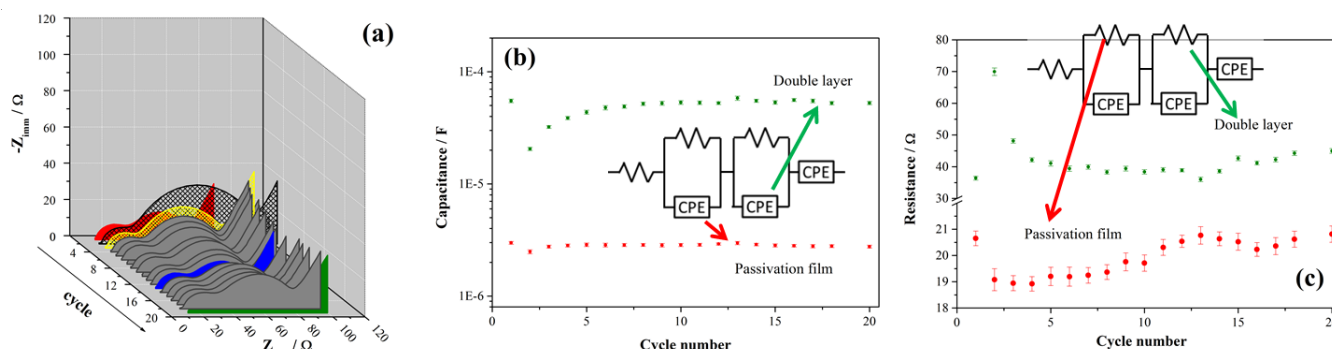 (a)
120
100
80
60
40
20
0
-Z_imm / Ω
4
8
12
16
20
cycle
0
20
40
60
80
100
120
/ Ω
(b)
1E-4
1E-5
1E-6
Capacitance / F
Double layer
CPE
CPE
CPE
Passivation film
0
5
10
15
20
Cycle number
80
70
60
50
40
30
21
20
19
18
Resistance / Ω
CPE
CPE
CPE
Double layer
Passivation film
(c)
0
5
10
15
Cycle number